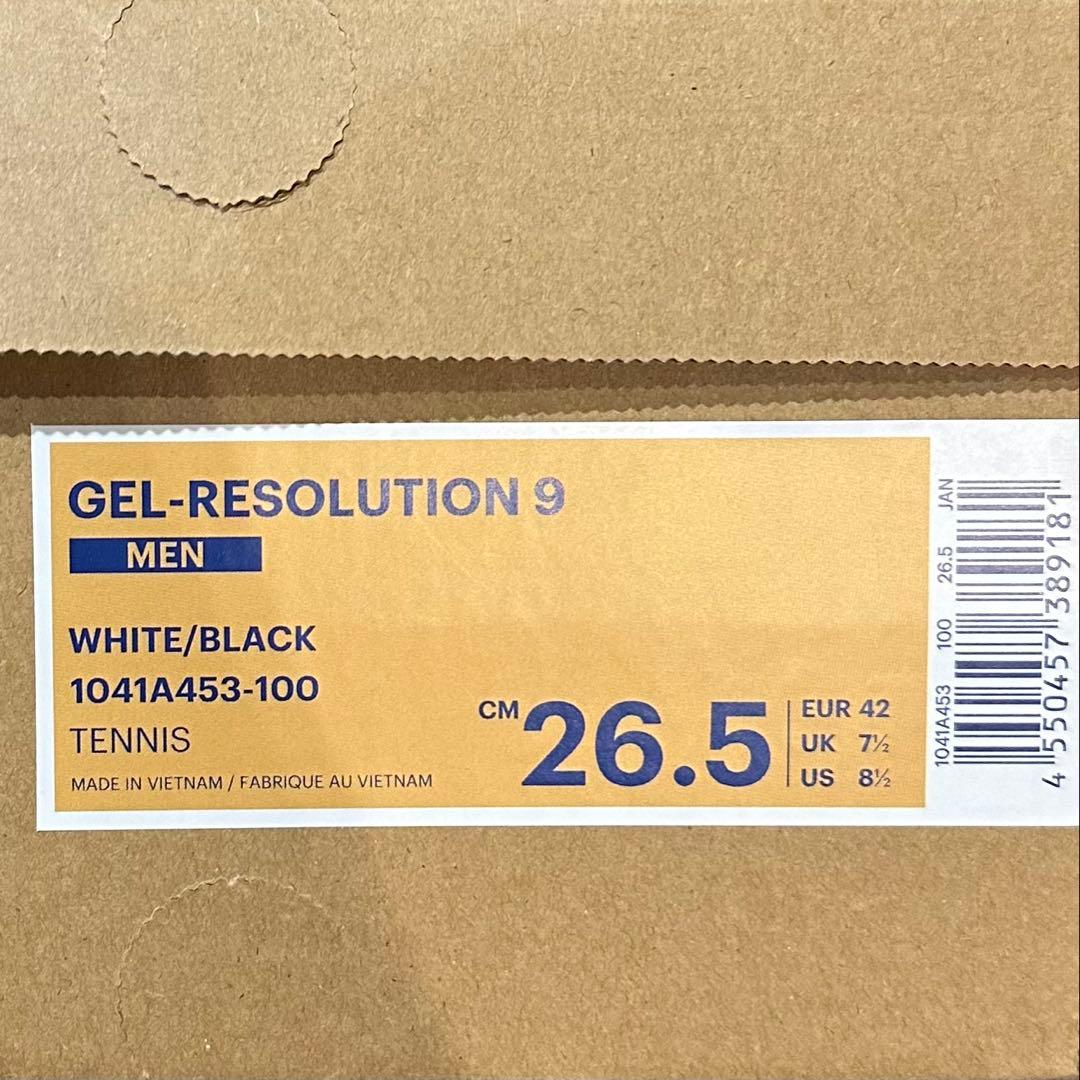 GEL-RESOLUTION 9
MEN
WHITE/BLACK
1041A453-100
TENNIS
MADE IN VIETNAM / FABRIQUE AU VIETNAM
CM 26.5
EUR 42
UK 7½
US 8½
1041A453 100 26.5 JAN
4 550457 389181